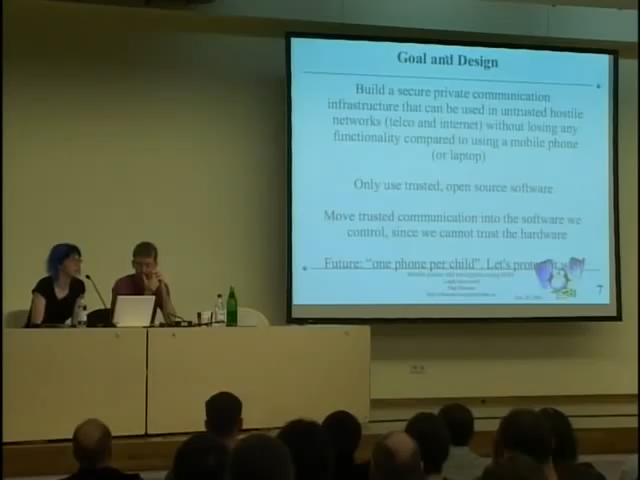 Goal and Design
Build a secure private communication
infrastructure that can be used in untrusted hostile
networks (telco and internet) without losing any
functionality compared to using a mobile phone
(or laptop)
Only use trusted, open source software
Move trusted communication into the software we
control, since we cannot trust the hardware
Future: "one phone per child". Let's
7